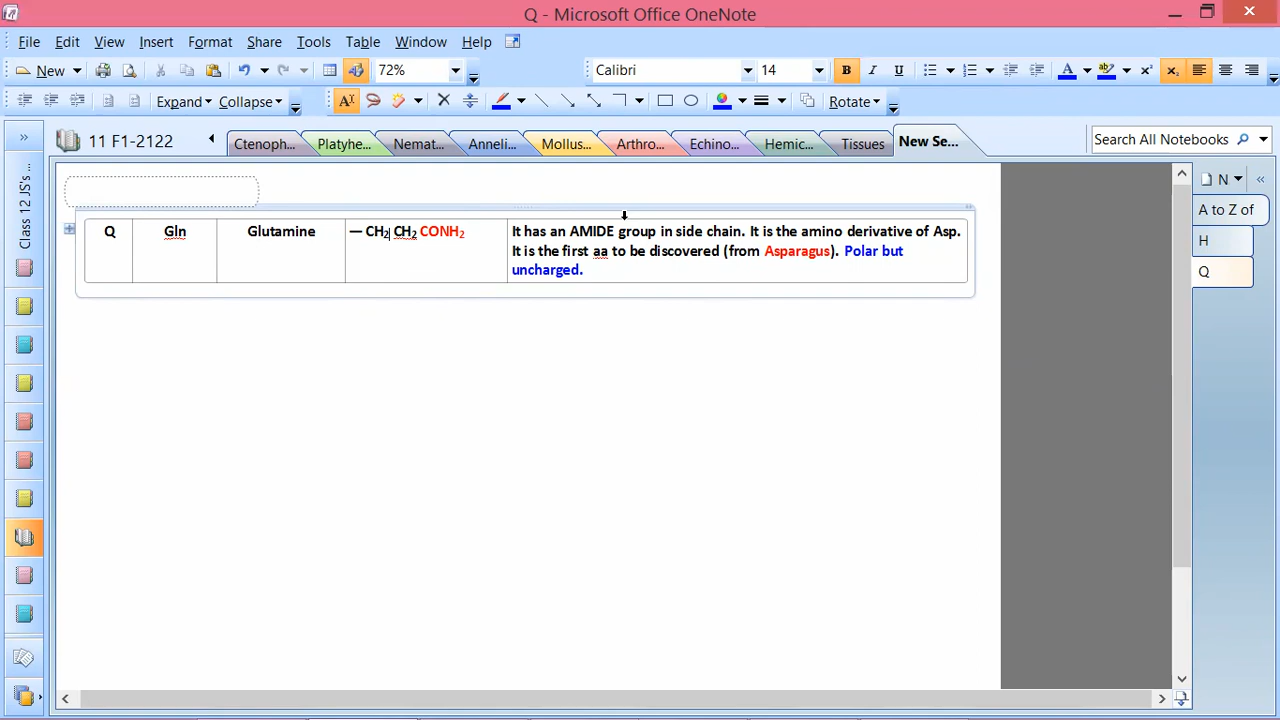 Q - Microsoft Office OneNote
File Edit View Insert Format Share Tools Table Window Help
New 72% Calibri 14 B I U A ab x² x₂
Expand Collapse Rotate
11 F1-2122 Ctenoph... Platyhe... Nemat... Anneli... Mollus... Arthro... Echino... Hemic... Tissues New Se... Search All Notebooks
Class 12 JS's ...
N
A to Z of
H
Q
Q Gln Glutamine — CH₂ CH₂ CONH₂ It has an AMIDE group in side chain. It is the amino derivative of Asp.
It is the first aa to be discovered (from Asparagus). Polar but
uncharged.